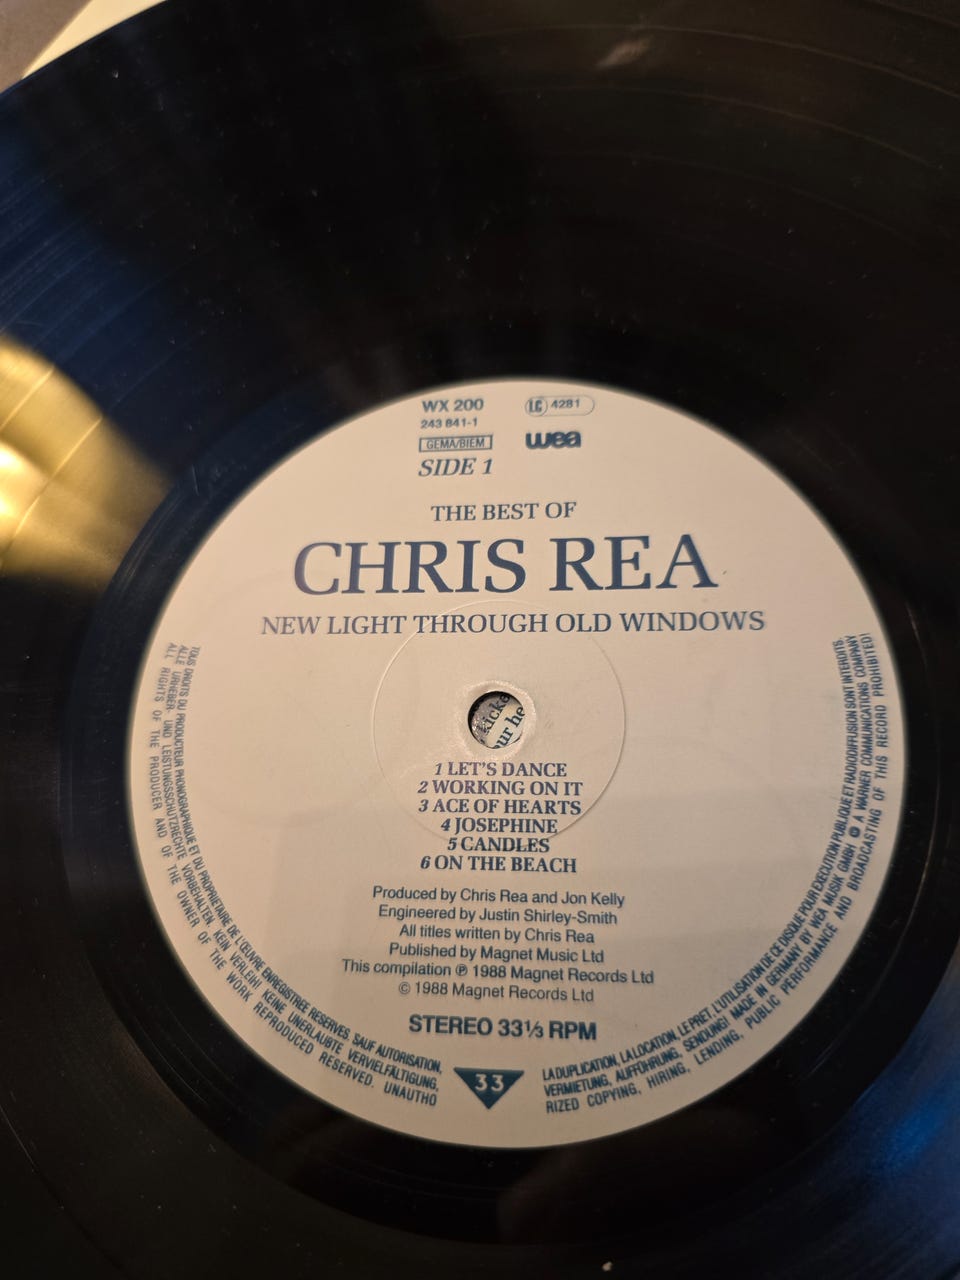 WX 200
LC 4281
243 841-1
GEMA/BIEM
wea
SIDE 1
THE BEST OF
CHRIS REA
NEW LIGHT THROUGH OLD WINDOWS
kicke
ur he
1 LET'S DANCE
2 WORKING ON IT
3 ACE OF HEARTS
4 JOSEPHINE
5 CANDLES
6 ON THE BEACH
Produced by Chris Rea and Jon Kelly
Engineered by Justin Shirley-Smith
All titles written by Chris Rea
Published by Magnet Music Ltd
This compilation ℗ 1988 Magnet Records Ltd
© 1988 Magnet Records Ltd
STEREO 33⅓ RPM
33
TOUS DROITS DU PRODUCTEUR PHONOGRAPHIQUE ET DU PROPRIETAIRE DE L'ŒUVRE ENREGISTREE RESERVES. SAUF AUTORISATION,
LA DUPLICATION, LA LOCATION, LE PRET, L'UTILISATION DE CE DISQUE POUR EXECUTION PUBLIQUE ET RADIODIFFUSION SONT INTERDITS.
ALLE URHEBER- UND LEISTUNGSSCHUTZRECHTE VORBEHALTEN. KEIN VERLEIH! KEINE UNERLAUBTE VERVIELFÄLTIGUNG,
VERMIETUNG, AUFFÜHRUNG, SENDUNG! MADE IN GERMANY BY WEA MUSIK GMBH A WARNER COMMUNICATIONS COMPANY
ALL RIGHTS OF THE PRODUCER AND OF THE OWNER OF THE WORK REPRODUCED RESERVED. UNAUTHO
RIZED COPYING, HIRING, LENDING, PUBLIC PERFORMANCE AND BROADCASTING OF THIS RECORD PROHIBITED!